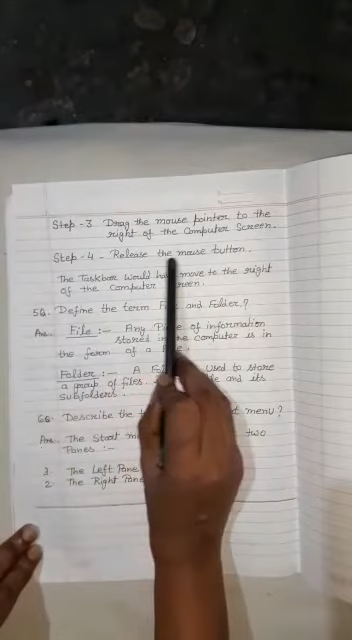 Step - 3 Drag the mouse pointer to the
right of the Computer Screen.
Step - 4 - Release the mouse button.
The Taskbar World move to the right
of the Computer
5Q. Define the term and Folder?
Ans. File :- Any of information
stored in the computer is in
the form of a
Folder :- A used to store
a group of files and its
subfolders.
6Q. Describe the menu?
Ans. The Start two
Panes :-
The Left Pane
2 The Right Pane